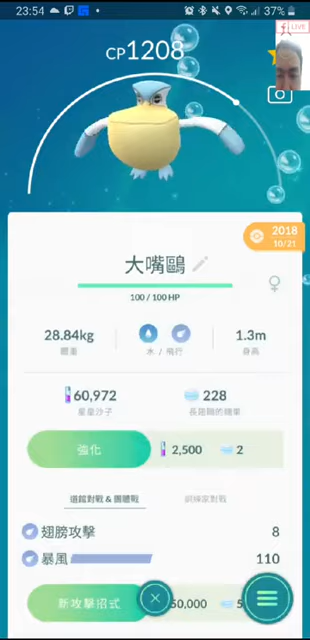 23:54
37%
LIVE
CP1208
2018
10/21
大嘴鷗
100 / 100 HP
28.84kg
體重
水 / 飛行
1.3m
身高
60,972
星星沙子
228
長翅鷗的糖果
強化
2,500
2
道館對戰 & 團體戰
訓練家對戰
翅膀攻擊
8
暴風
110
新攻擊招式
50,000